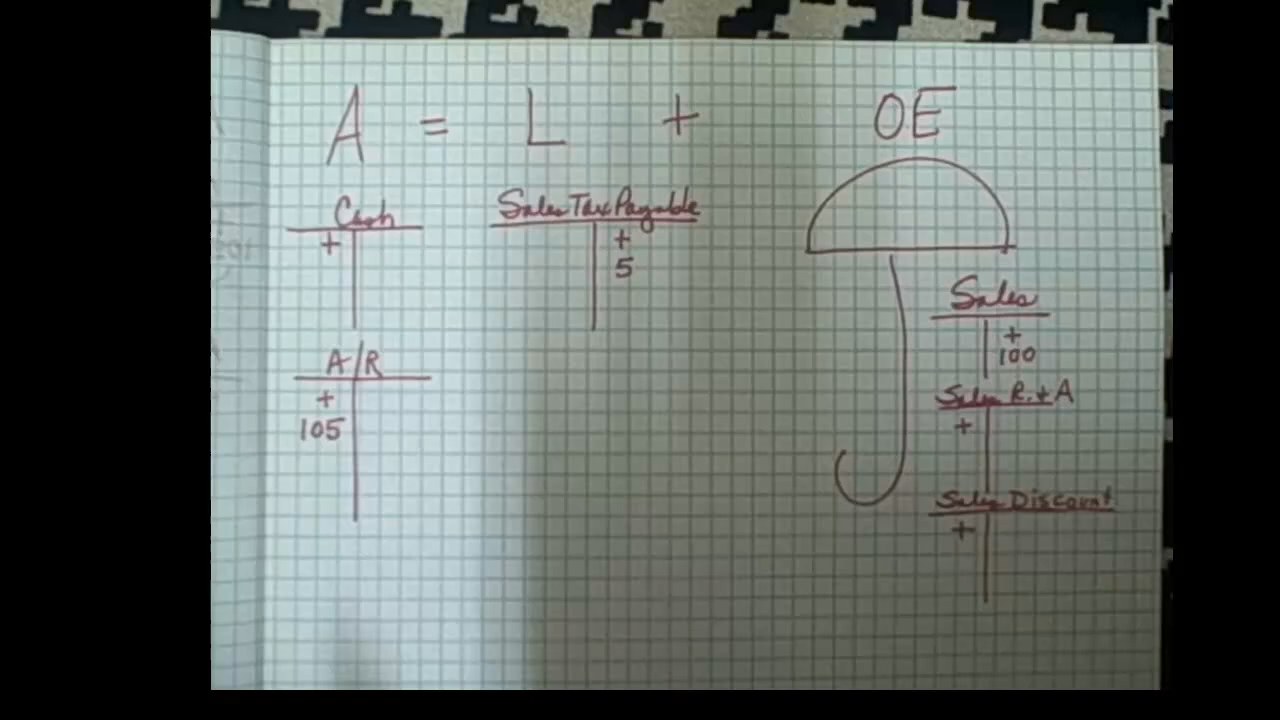 A = L + OE
Cash
+
Sales Tax Payable
+
5
A/R
+
105
Sales
+
100
Sales R. + A
+
Sales Discount
+